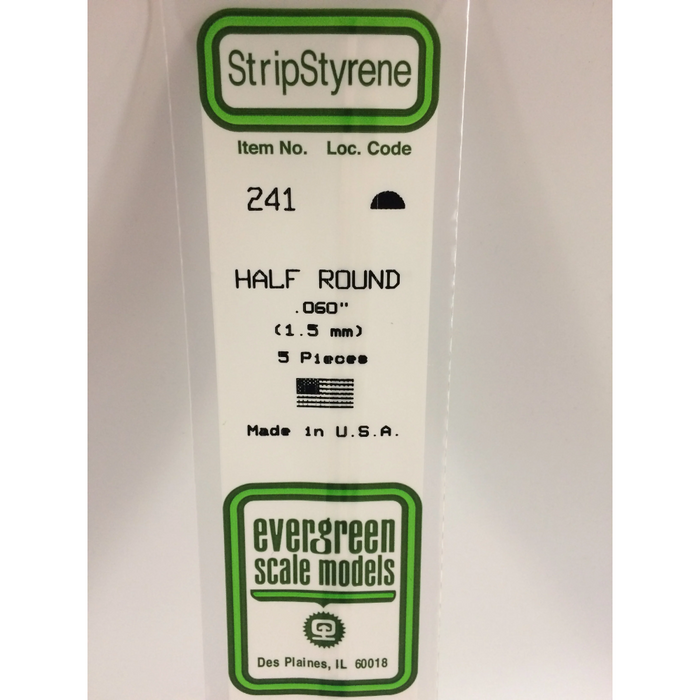 StripStyrene
Item No. Loc. Code
241
HALF ROUND
.060"
(1.5 mm)
5 Pieces
Made in U.S.A.
evergreen
scale models
Des Plaines, IL 60018